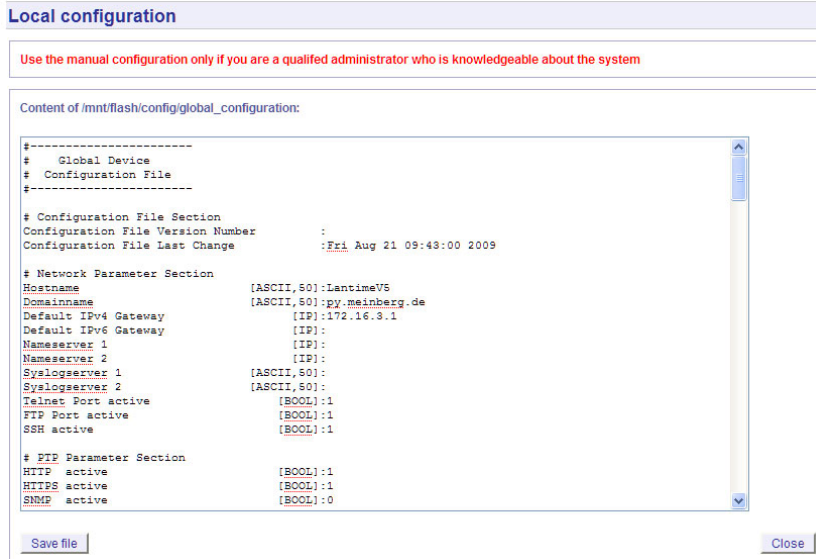 Local configuration
Use the manual configuration only if you are a qualifed administrator who is knowledgeable about the system
Content of /mnt/flash/config/global_configuration:
#-----------------------
#    Global Device
#  Configuration File
#-----------------------
# Configuration File Section
Configuration File Version Number         :
Configuration File Last Change            :Fri Aug 21 09:43:00 2009
# Network Parameter Section
Hostname                        [ASCII,50]:LantimeV5
Domainname                      [ASCII,50]:py.meinberg.de
Default IPv4 Gateway                  [IP]:172.16.3.1
Default IPv6 Gateway                  [IP]:
Nameserver 1                          [IP]:
Nameserver 2                          [IP]:
Syslogserver 1                  [ASCII,50]:
Syslogserver 2                  [ASCII,50]:
Telnet Port active                  [BOOL]:1
FTP Port active                     [BOOL]:1
SSH active                          [BOOL]:1
# PTP Parameter Section
HTTP  active                        [BOOL]:1
HTTPS active                        [BOOL]:1
SNMP  active                        [BOOL]:0
Save file Close